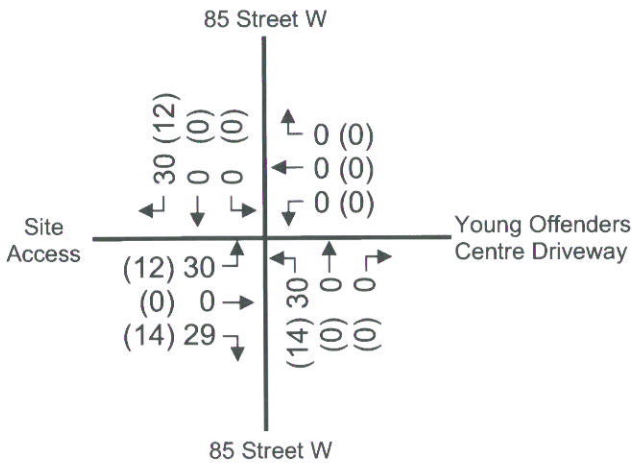 85 Street W
30 (12)
0 (0)
0 (0)
0 (0)
0 (0)
0 (0)
Site
Access
Young Offenders
Centre Driveway
(12) 30
(0) 0
(14) 29
(14) 30
(0) 0
(0) 0
85 Street W